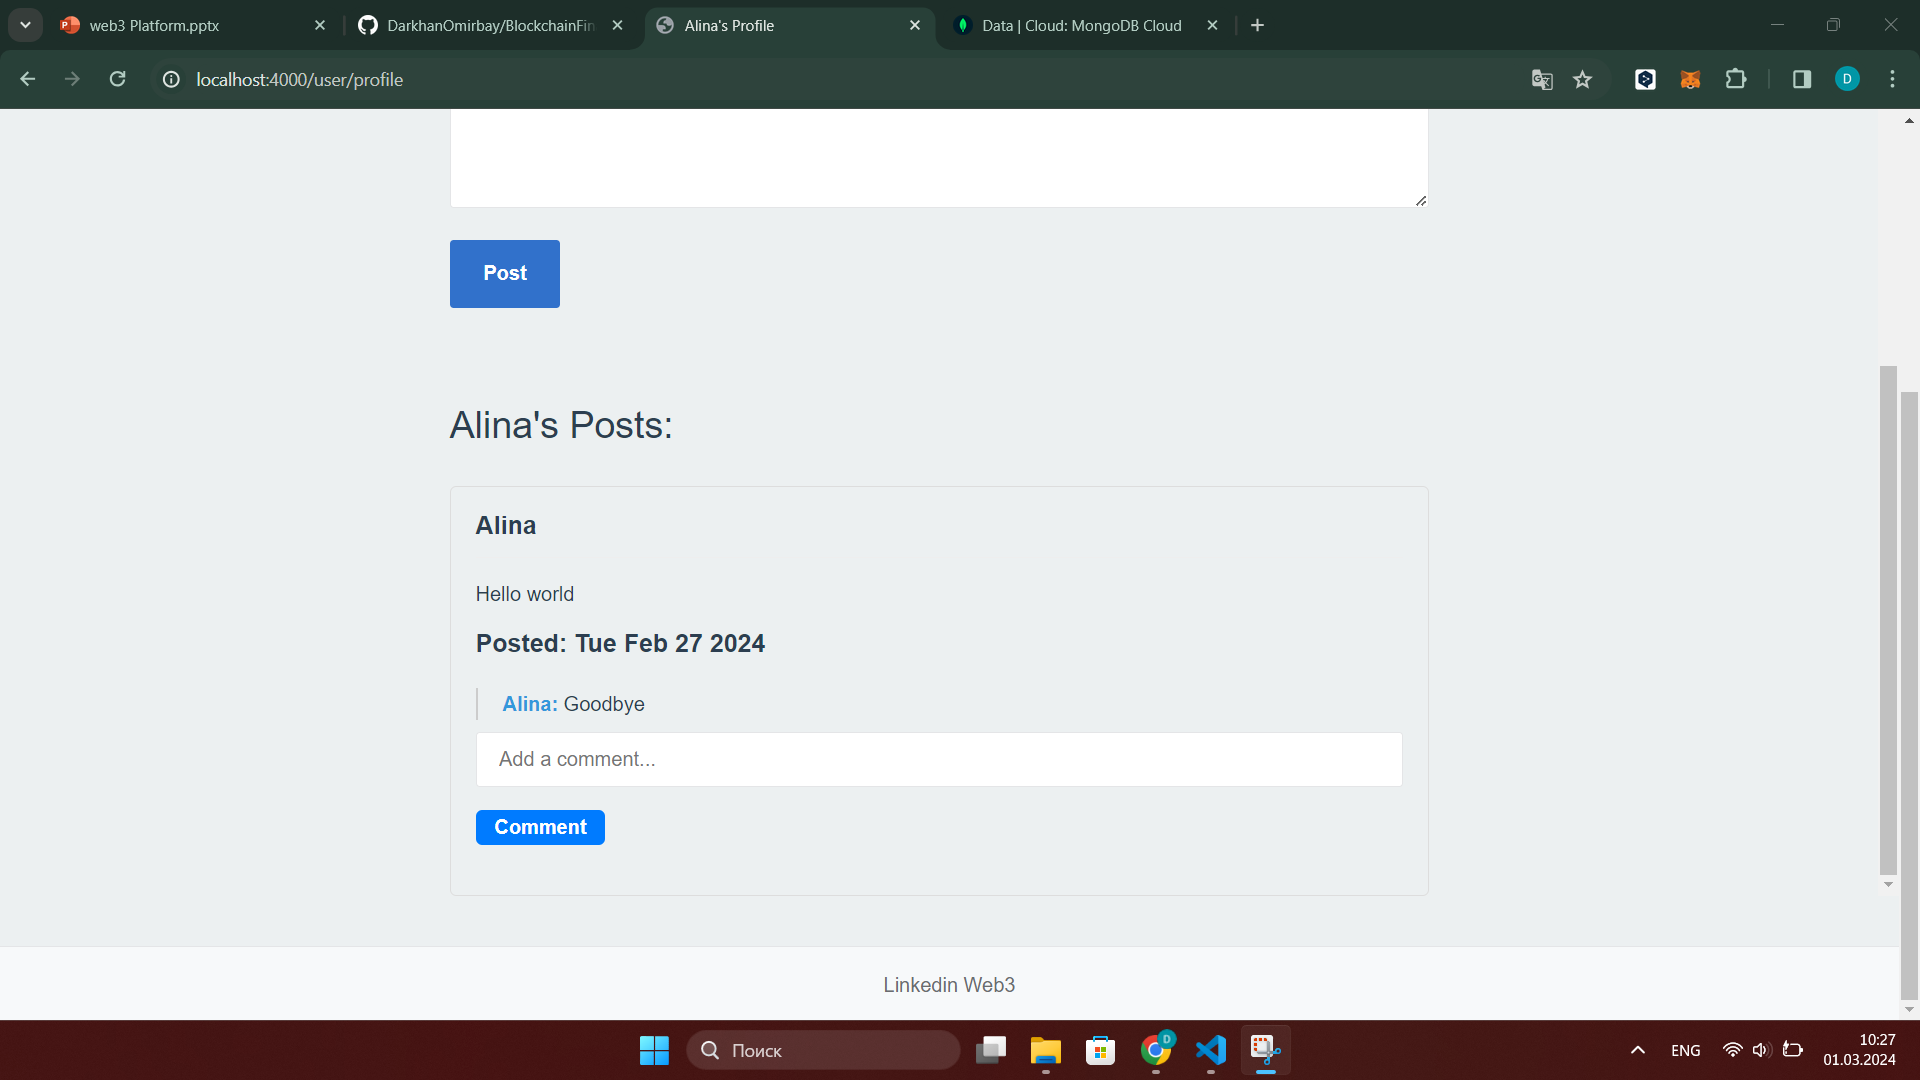 web3 Platform.pptx
DarkhanOmirbay/BlockchainFin
Alina's Profile
Data | Cloud: MongoDB Cloud
localhost:4000/user/profile
D
Post
Alina's Posts:
Alina
Hello world
Posted: Tue Feb 27 2024
Alina: Goodbye
Add a comment...
Comment
Linkedin Web3
Поиск
D
ENG
10:27
01.03.2024